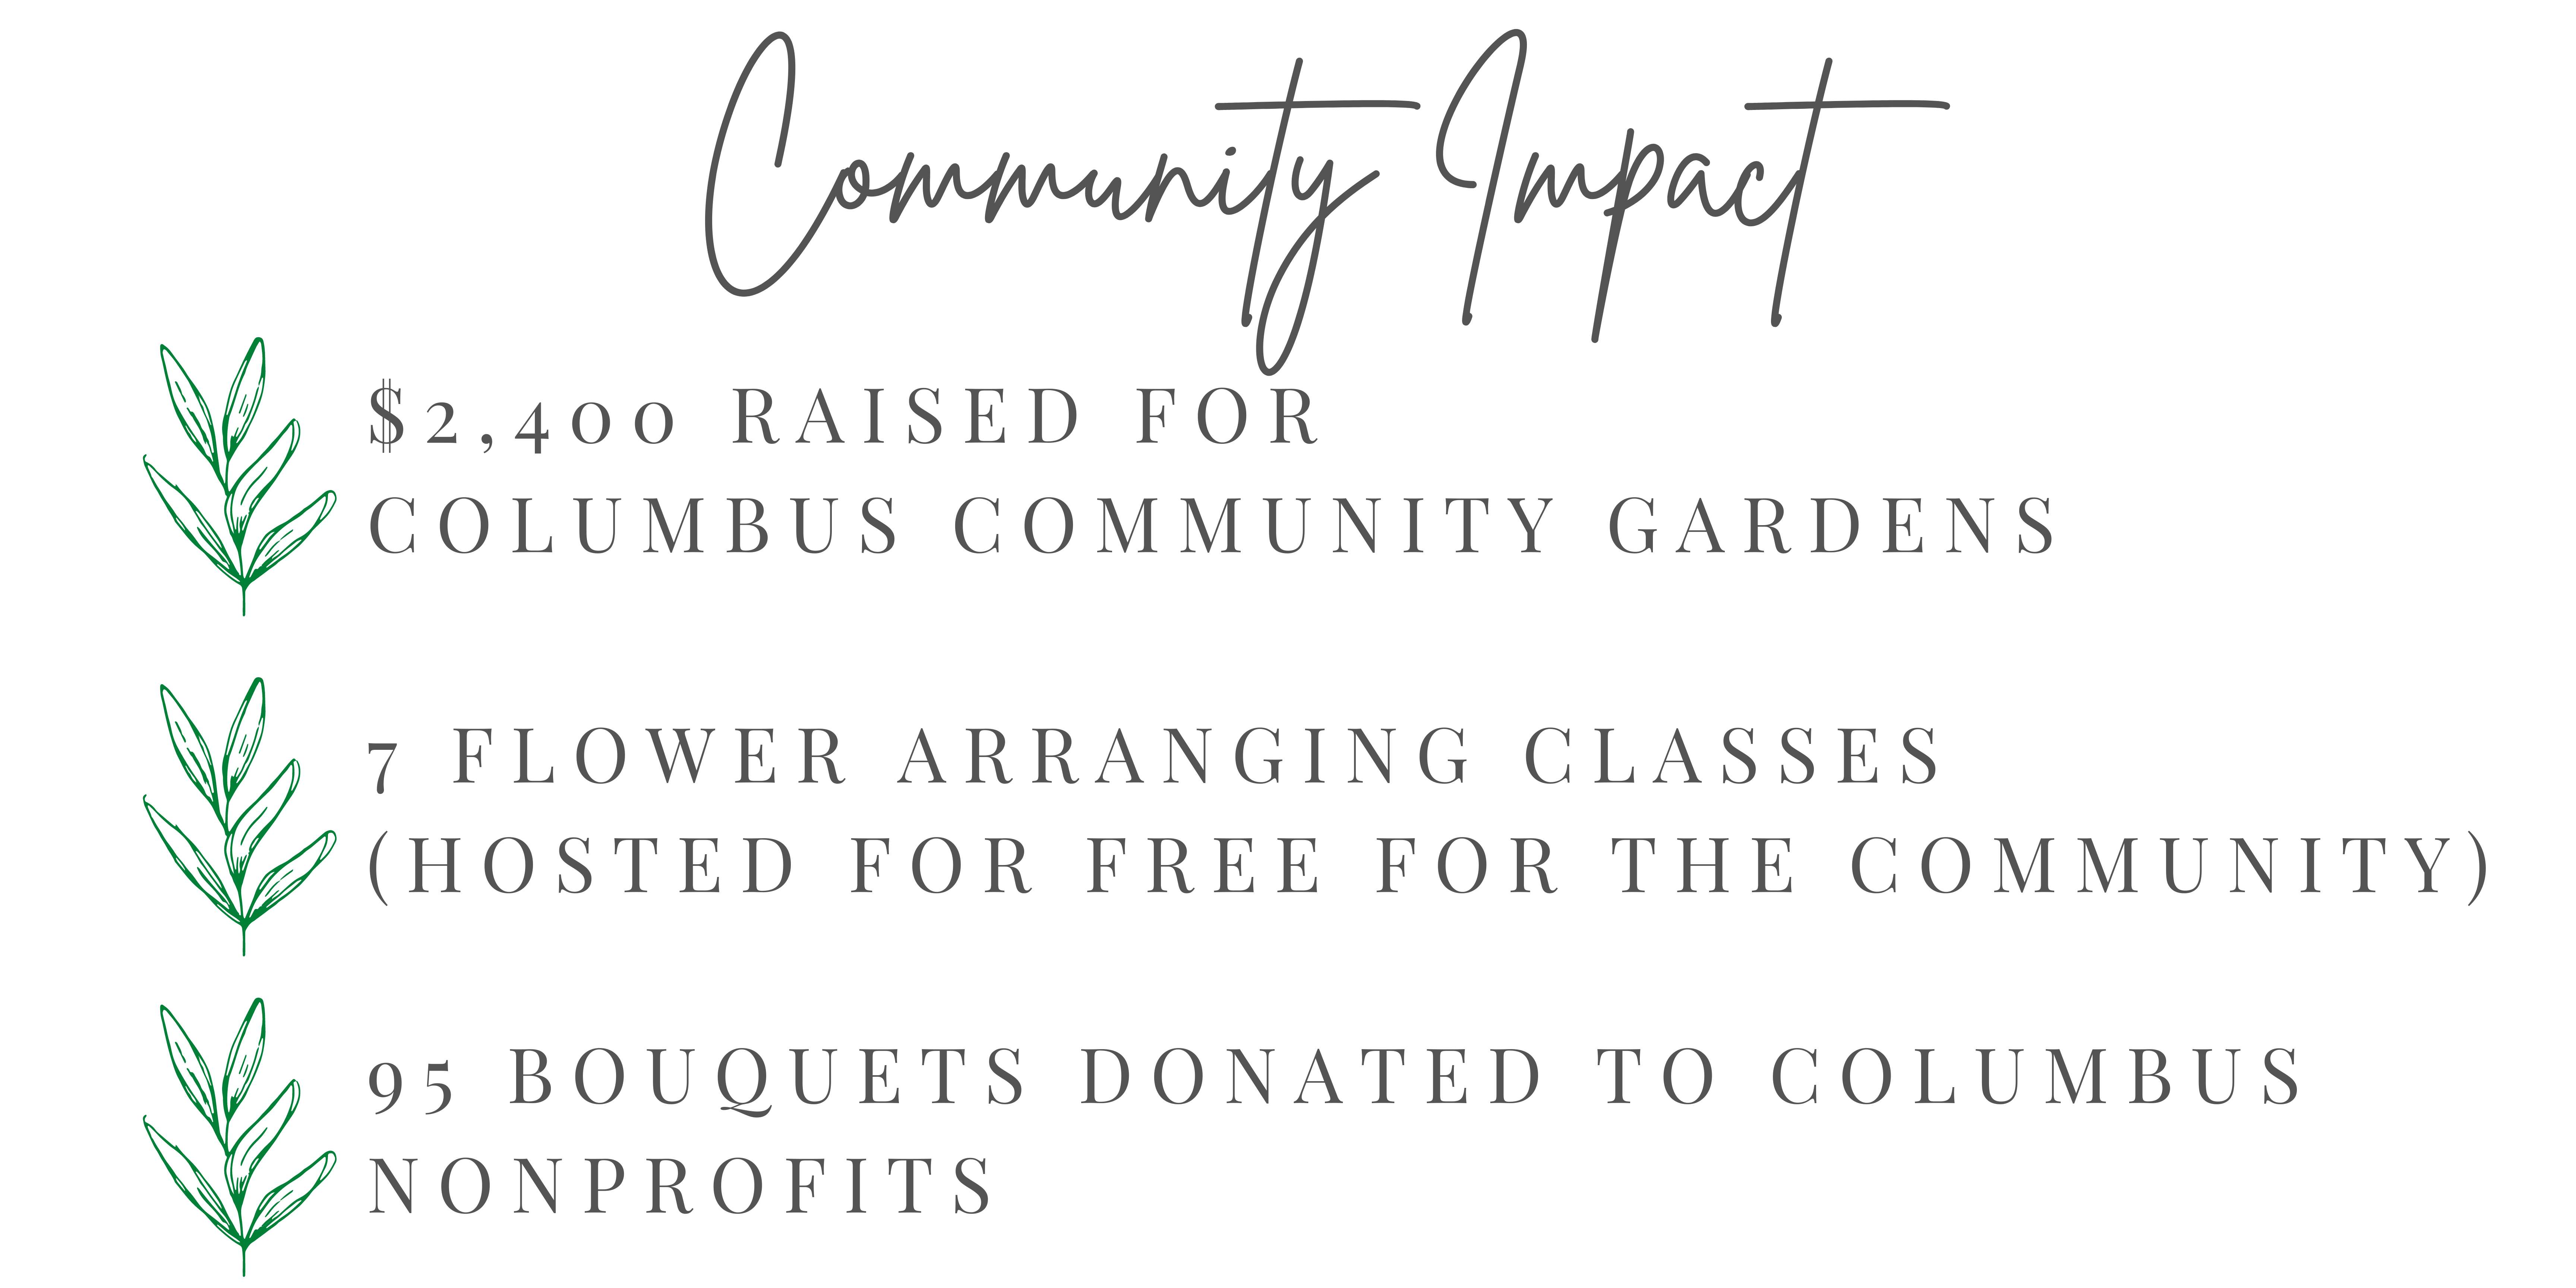 Community Impact
$2,400 RAISED FOR
COLUMBUS COMMUNITY GARDENS
7 FLOWER ARRANGING CLASSES
(HOSTED FOR FREE FOR THE COMMUNITY)
95 BOUQUETS DONATED TO COLUMBUS
NONPROFITS